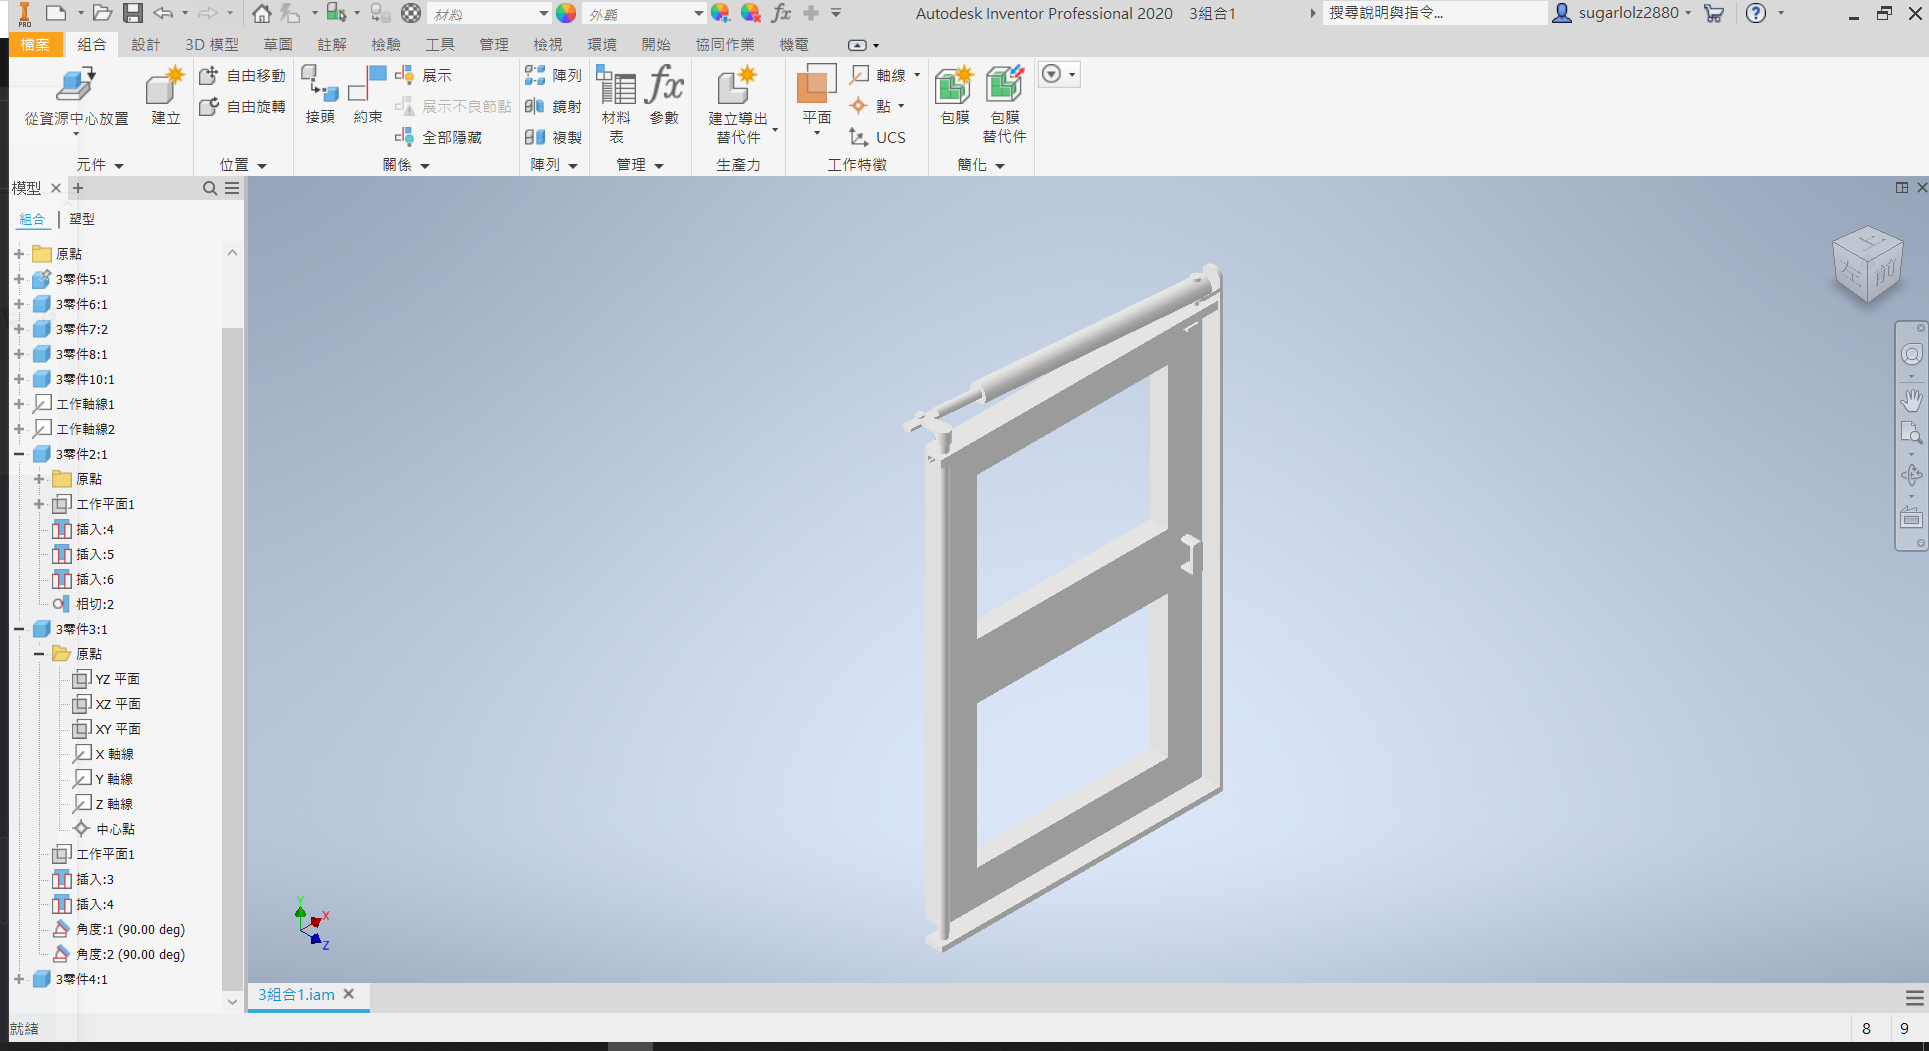 PRO
材料
外觀
fx
Autodesk Inventor Professional 2020 3組合1
搜尋說明與指令...
sugarlolz2880
檔案 組合 設計 3D 模型 草圖 註解 檢驗 工具 管理 檢視 環境 開始 協同作業 機電
從資源中心放置
建立
自由移動
自由旋轉
接頭
約束
展示
展示不良節點
全部隱藏
陣列
鏡射
複製
材料
表
fx
參數
建立導出
替代件
平面
軸線
點
UCS
包膜
包膜
替代件
元件 位置 關係 陣列 管理 生產力 工作特徵 簡化
模型
組合 | 塑型
原點
3零件5:1
3零件6:1
3零件7:2
3零件8:1
3零件10:1
工作軸線1
工作軸線2
3零件2:1
原點
工作平面1
插入:4
插入:5
插入:6
相切:2
3零件3:1
原點
YZ 平面
XZ 平面
XY 平面
X 軸線
Y 軸線
Z 軸線
中心點
工作平面1
插入:3
插入:4
角度:1 (90.00 deg)
角度:2 (90.00 deg)
3零件4:1
上
左
前
Y
X
Z
3組合1.iam
就緒
8 9